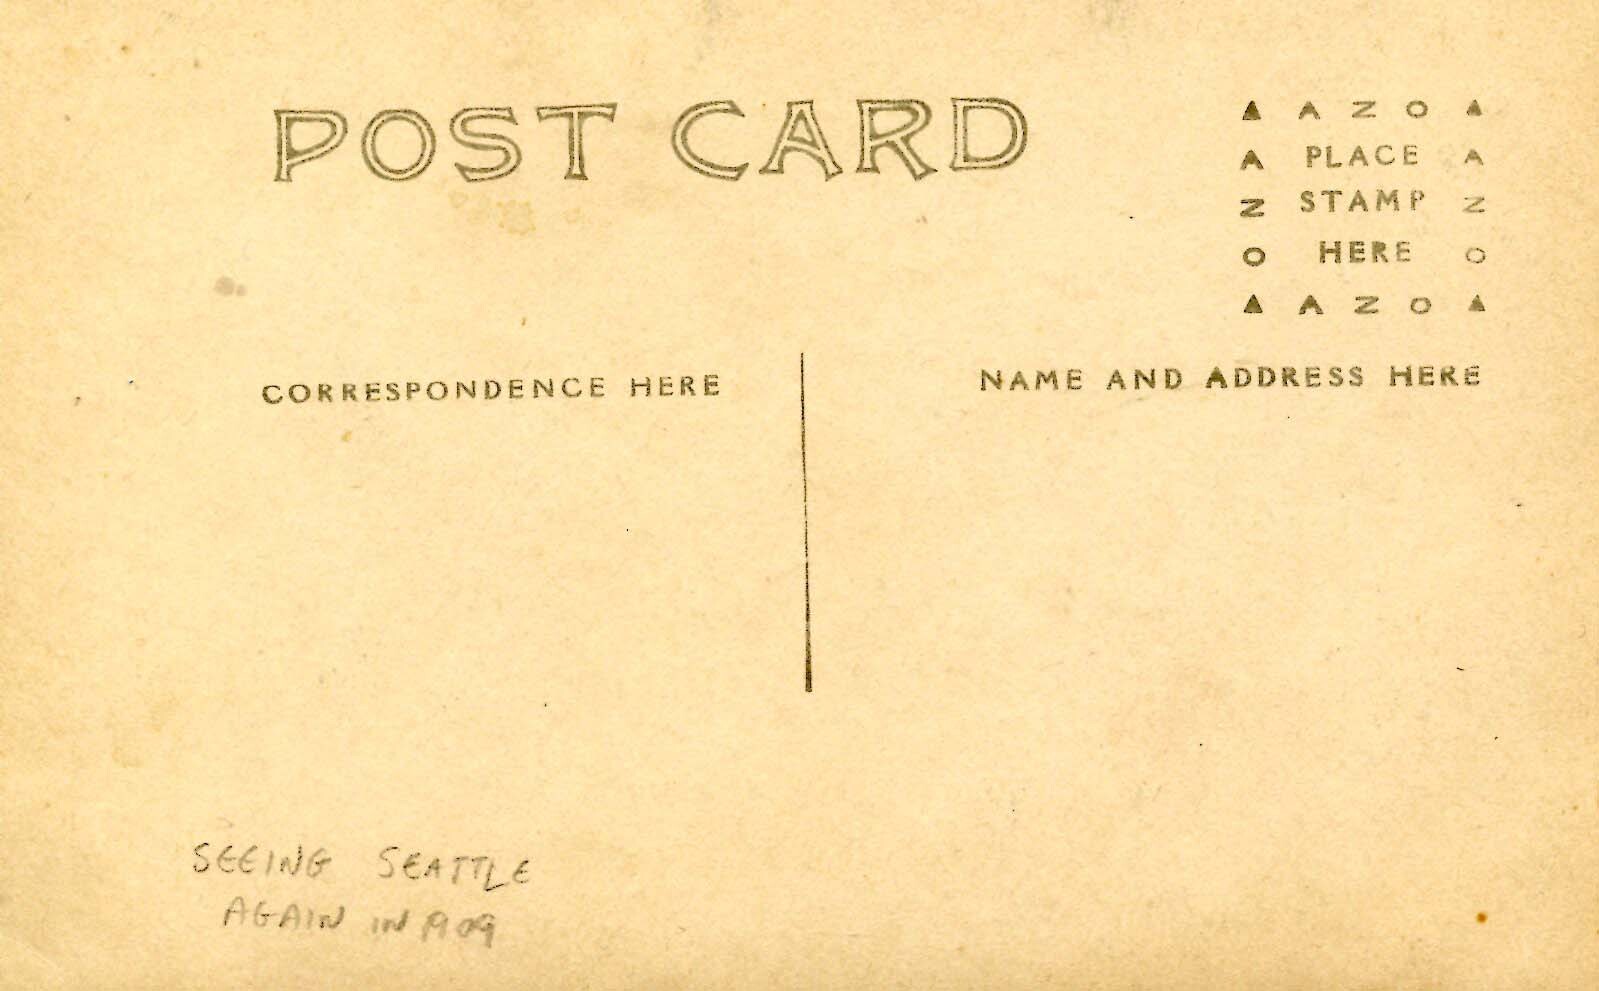 POST CARD
▲ A Z O ▲
A PLACE A
N STAMP Z
O HERE O
▲ A Z O ▲
CORRESPONDENCE HERE
NAME AND ADDRESS HERE
SEEING SEATTLE
AGAIN IN 1909